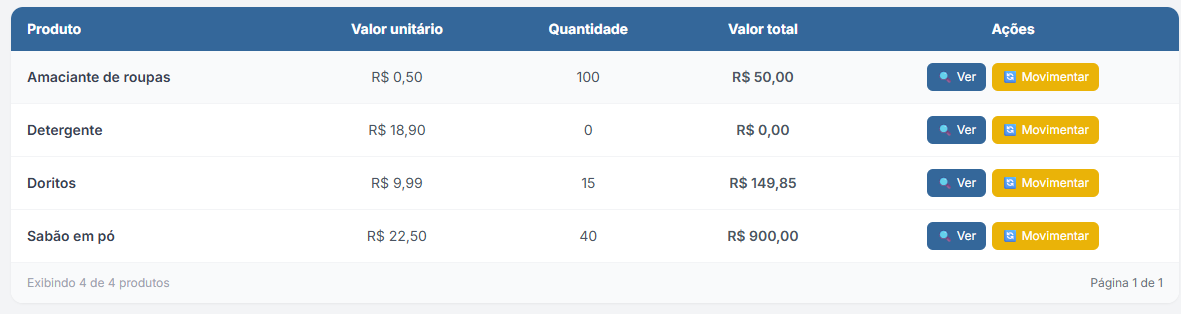 Produto Valor unitário Quantidade Valor total Ações
Amaciante de roupas R$ 0,50 100 R$ 50,00 Ver Movimentar
Detergente R$ 18,90 0 R$ 0,00 Ver Movimentar
Doritos R$ 9,99 15 R$ 149,85 Ver Movimentar
Sabão em pó R$ 22,50 40 R$ 900,00 Ver Movimentar
Exibindo 4 de 4 produtos Página 1 de 1